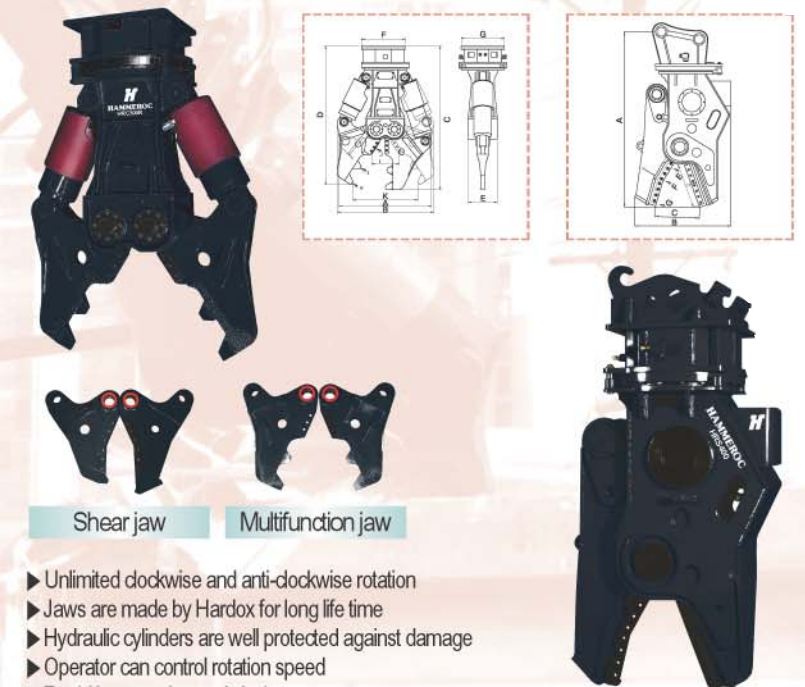 F
G
H
HAMMEROC
D
C
A
K
A
B
E
F
E
G
C
B
H
HAMMEROC
HRS400
Shear jaw
Multifunction jaw
▶ Unlimited clockwise and anti-clockwise rotation
▶ Jaws are made by Hardox for long life time
▶ Hydraulic cylinders are well protected against damage
▶ Operator can control rotation speed